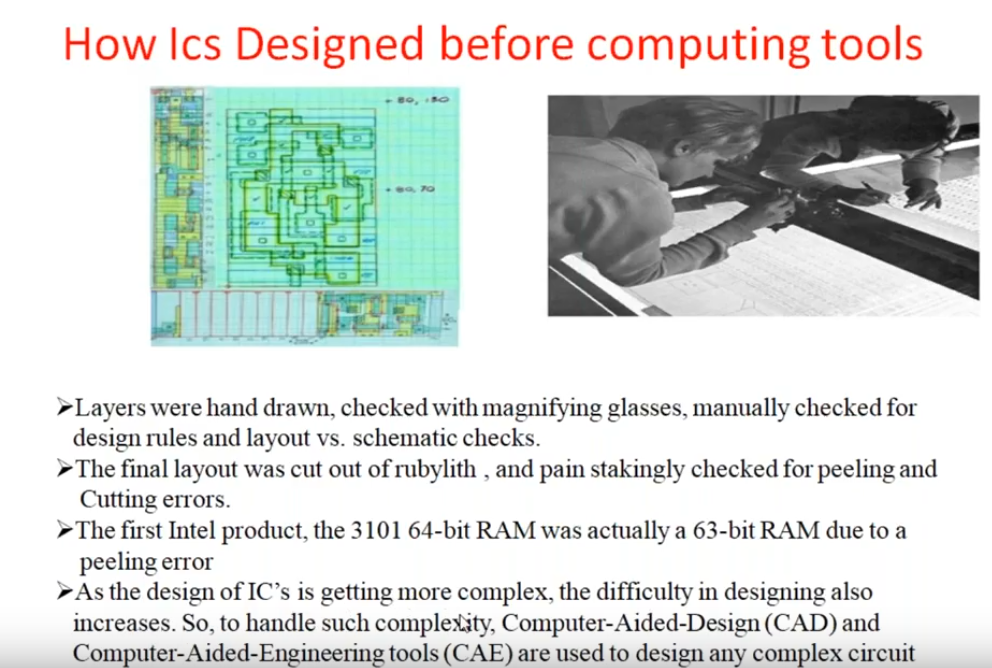 How Ics Designed before computing tools
80, 130
80, 70
➢Layers were hand drawn, checked with magnifying glasses, manually checked for
design rules and layout vs. schematic checks.
➢The final layout was cut out of rubylith , and pain stakingly checked for peeling and
Cutting errors.
➢The first Intel product, the 3101 64-bit RAM was actually a 63-bit RAM due to a
peeling error
➢As the design of IC’s is getting more complex, the difficulty in designing also
increases. So, to handle such complexity, Computer-Aided-Design (CAD) and
Computer-Aided-Engineering tools (CAE) are used to design any complex circuit